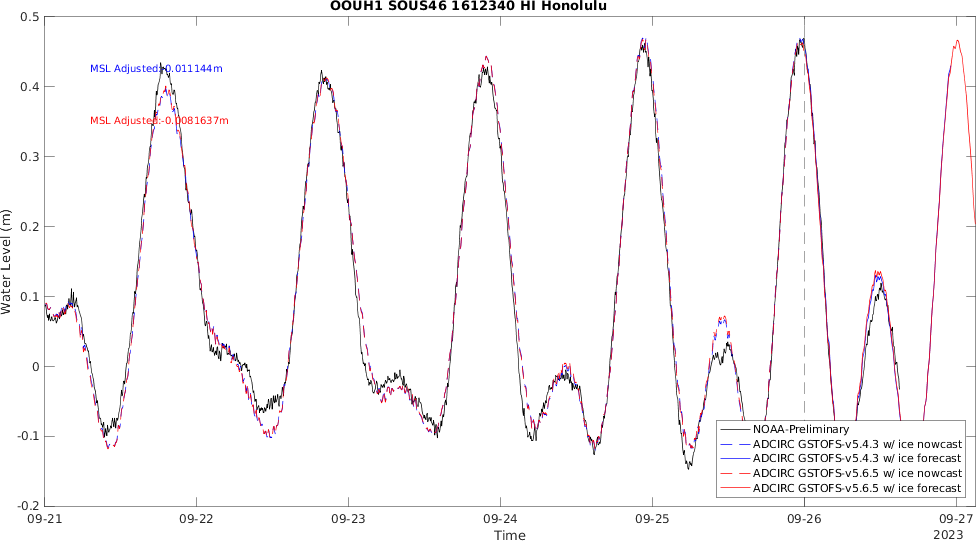 OOUH1 SOUS46 1612340 HI Honolulu
0.5
0.4
0.3
0.2
0.1
0
-0.1
-0.2
Water Level (m)
MSL Adjusted:-0.011144m
MSL Adjusted:-0.0081637m
NOAA-Preliminary
ADCIRC GSTOFS-v5.4.3 w/ ice nowcast
ADCIRC GSTOFS-v5.4.3 w/ ice forecast
ADCIRC GSTOFS-v5.6.5 w/ ice nowcast
ADCIRC GSTOFS-v5.6.5 w/ ice forecast
09-21 09-22 09-23 09-24 09-25 09-26 09-27
Time
2023